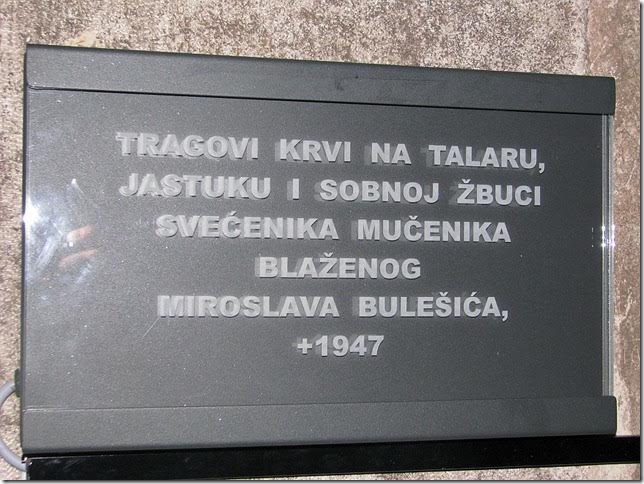 TRAGOVI KRVI NA TALARU,
JASTUKU I SOBNOJ ŽBUCI
SVEĆENIKA MUČENIKA
BLAŽENOG
MIROSLAVA BULEŠIĆA,
+1947